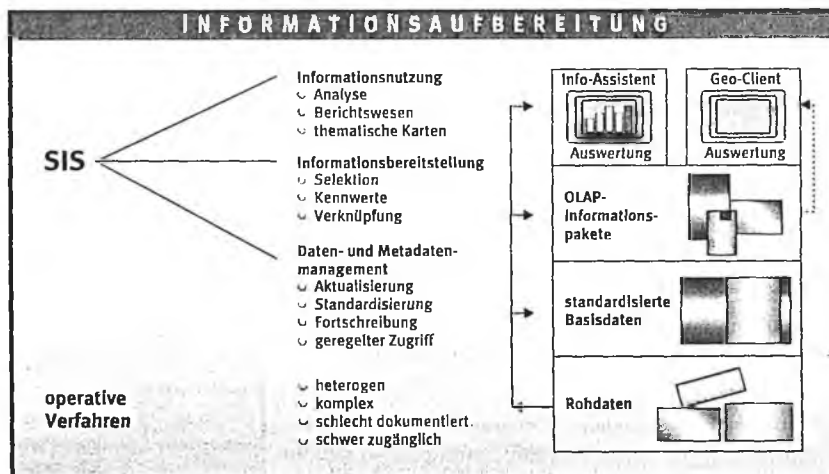 INFORMATIONSAUFBEREITUNG
SIS
Informationsnutzung
Analyse
Berichtswesen
thematische Karten
Informationsbereitstellung
Selektion
Kennwerte
Verknüpfung
Daten- und Metadaten-
management
Aktualisierung
Standardisierung
Fortschreibung
geregelter Zugriff
operative
Verfahren
heterogen
komplex
schlecht dokumentiert.
schwer zugänglich
Info-Assistent
Auswertung
Geo-Client
Auswertung
OLAP-
Informations-
pakete
standardisierte
Basisdaten
Rohdaten